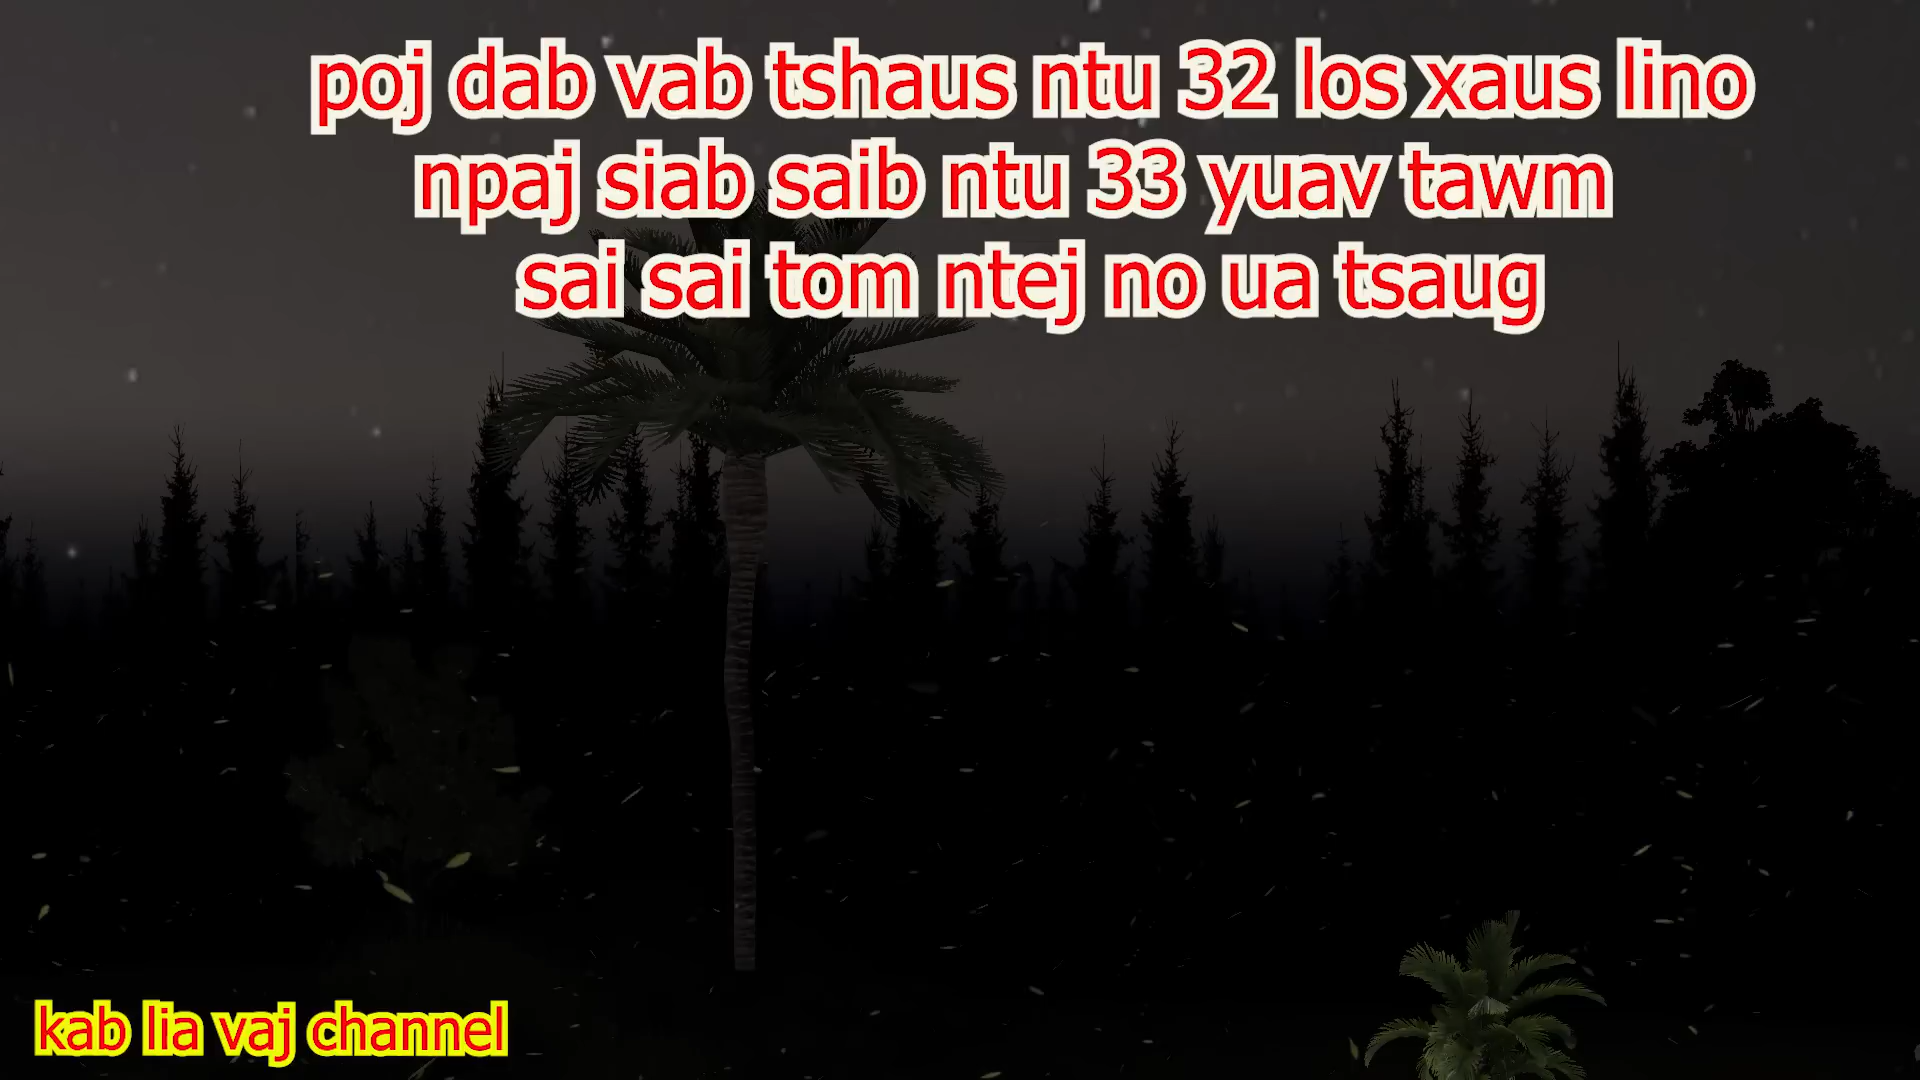 poj dab vab tshaus ntu 32 los xaus lino
npaj siab saib ntu 33 yuav tawm
sai sai tom ntej no ua tsaug
kab lia vaj channel